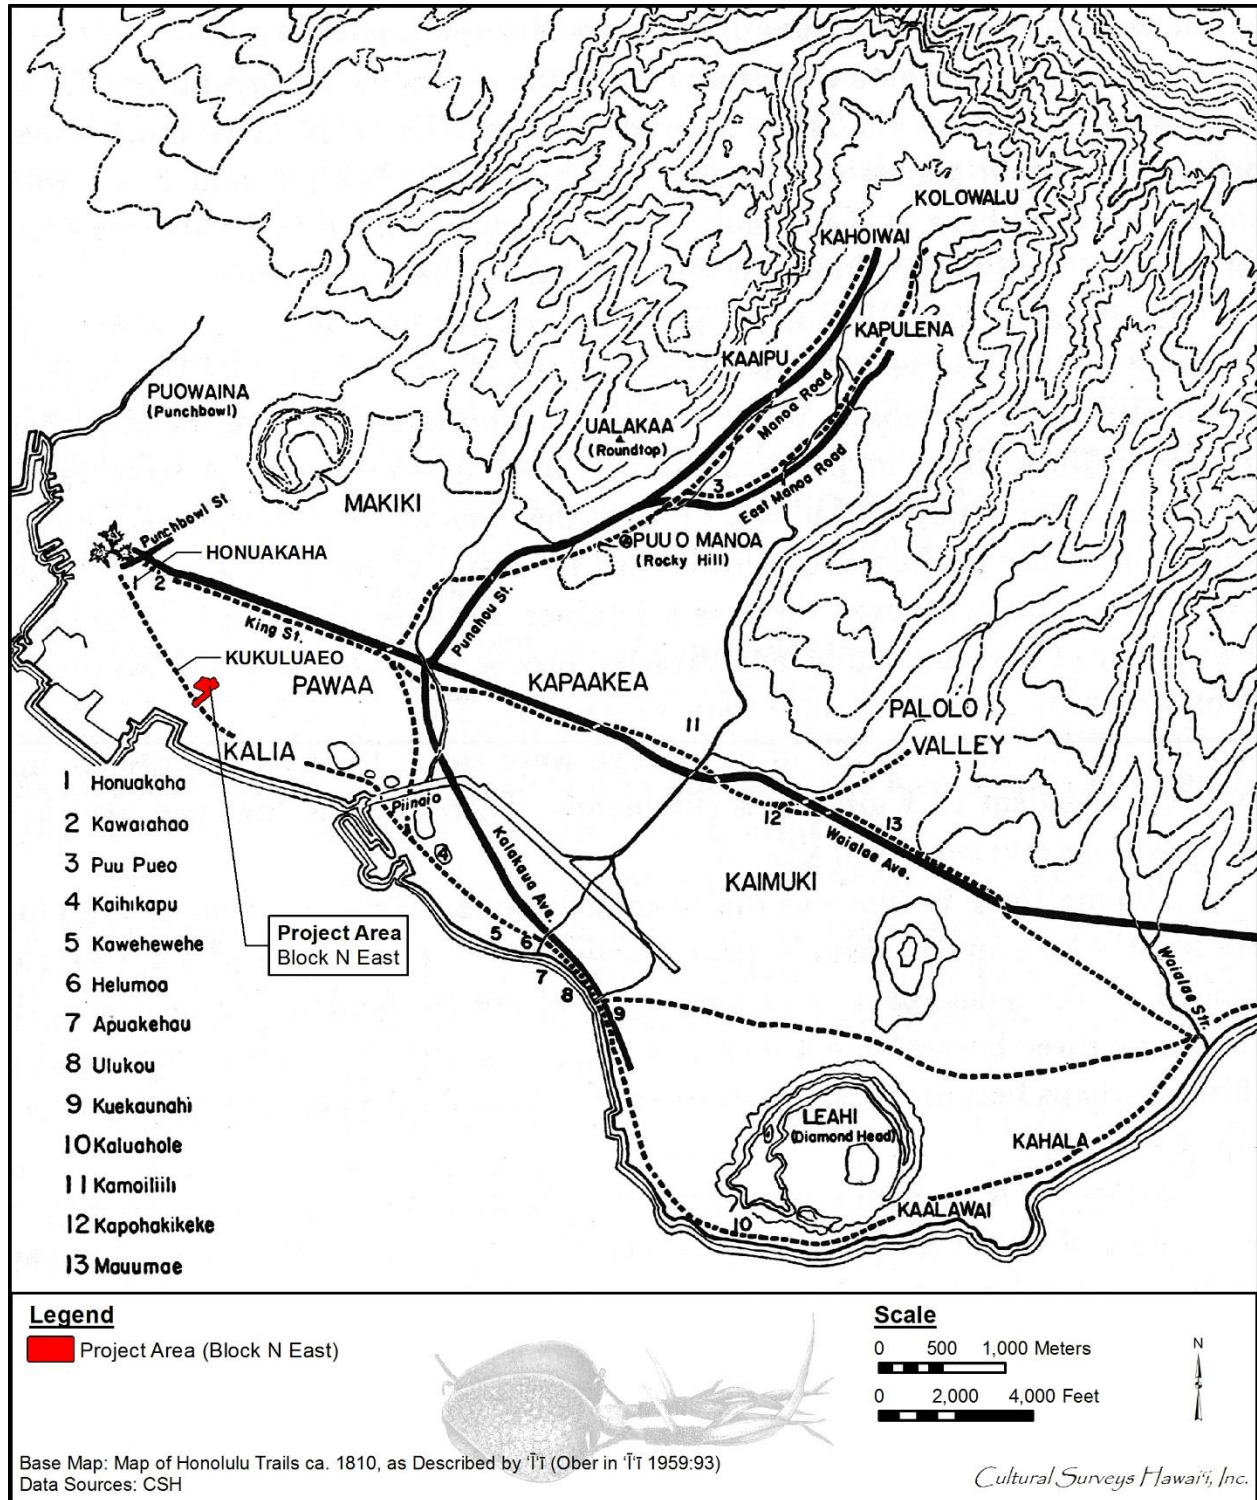 KOLOWALU
KAHOIWAI
KAPULENA
KAAIPU
PUOWAINA
(Punchbowl)
UALAKAA
(Roundtop)
Manoa Road
MAKIKI
3
East Manoa Road
Punchbowl St.
PUU O MANOA
(Rocky Hill)
HONUAKAHA
1 2
King St.
Punahou St.
KUKULUAEO
PAWAA
KAPAAKEA
11
PALOLO
VALLEY
KALIA
Piinaio
12
13
Waialae Ave.
4
Kalakaua Ave.
KAIMUKI
Project Area
Block N East
5
6
7
8
9
Waialae Str.
LEAHI
(Diamond Head)
KAHALA
KAALAWAI
10
1 Honuakaha
2 Kawaiahao
3 Puu Pueo
4 Kaihikapu
5 Kawehewehe
6 Helumoa
7 Apuakehau
8 Ulukou
9 Kuekaunahi
10 Kaluahole
11 Kamoiliili
12 Kapohakikeke
13 Mauumae
Legend
Project Area (Block N East)
Scale
0 500 1,000 Meters
0 2,000 4,000 Feet
N
Base Map: Map of Honolulu Trails ca. 1810, as Described by ʻĪʻī (Ober in ʻĪʻī 1959:93)
Data Sources: CSH
Cultural Surveys Hawaiʻi, Inc.